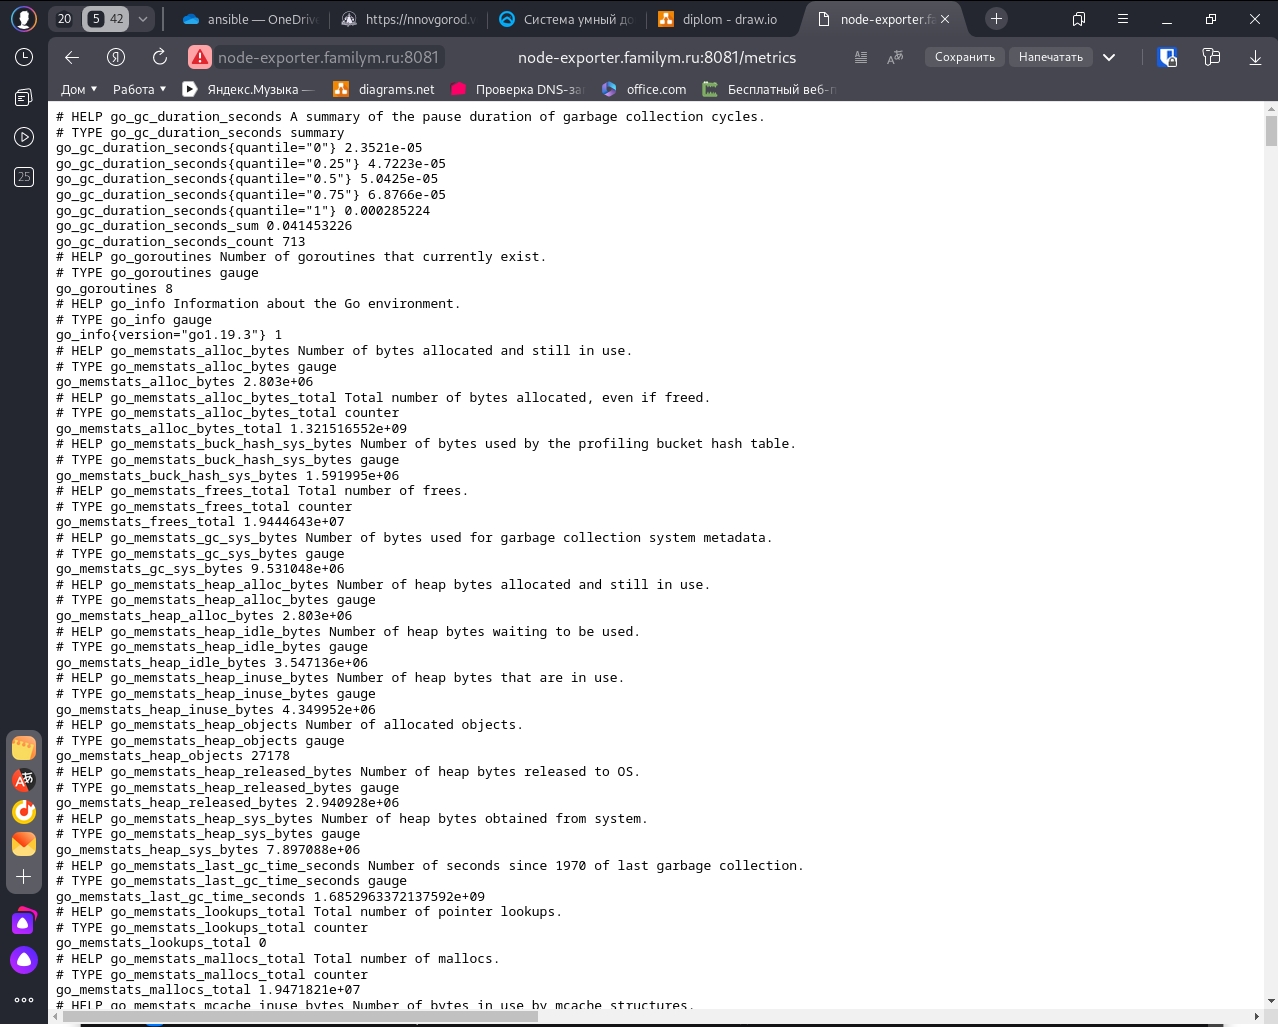 20 5 42 ansible — OneDriv https://nnovgorod. Система умный до diplom - draw.io node-exporter.fa
node-exporter.familym.ru:8081 node-exporter.familym.ru:8081/metrics Сохранить Напечатать
Дом Работа Яндекс.Музыка — diagrams.net Проверка DNS-за office.com Бесплатный веб-
25
# HELP go_gc_duration_seconds A summary of the pause duration of garbage collection cycles.
# TYPE go_gc_duration_seconds summary
go_gc_duration_seconds{quantile="0"} 2.3521e-05
go_gc_duration_seconds{quantile="0.25"} 4.7223e-05
go_gc_duration_seconds{quantile="0.5"} 5.0425e-05
go_gc_duration_seconds{quantile="0.75"} 6.8766e-05
go_gc_duration_seconds{quantile="1"} 0.000285224
go_gc_duration_seconds_sum 0.041453226
go_gc_duration_seconds_count 713
# HELP go_goroutines Number of goroutines that currently exist.
# TYPE go_goroutines gauge
go_goroutines 8
# HELP go_info Information about the Go environment.
# TYPE go_info gauge
go_info{version="go1.19.3"} 1
# HELP go_memstats_alloc_bytes Number of bytes allocated and still in use.
# TYPE go_memstats_alloc_bytes gauge
go_memstats_alloc_bytes 2.803e+06
# HELP go_memstats_alloc_bytes_total Total number of bytes allocated, even if freed.
# TYPE go_memstats_alloc_bytes_total counter
go_memstats_alloc_bytes_total 1.321516552e+09
# HELP go_memstats_buck_hash_sys_bytes Number of bytes used by the profiling bucket hash table.
# TYPE go_memstats_buck_hash_sys_bytes gauge
go_memstats_buck_hash_sys_bytes 1.591995e+06
# HELP go_memstats_frees_total Total number of frees.
# TYPE go_memstats_frees_total counter
go_memstats_frees_total 1.9444643e+07
# HELP go_memstats_gc_sys_bytes Number of bytes used for garbage collection system metadata.
# TYPE go_memstats_gc_sys_bytes gauge
go_memstats_gc_sys_bytes 9.531048e+06
# HELP go_memstats_heap_alloc_bytes Number of heap bytes allocated and still in use.
# TYPE go_memstats_heap_alloc_bytes gauge
go_memstats_heap_alloc_bytes 2.803e+06
# HELP go_memstats_heap_idle_bytes Number of heap bytes waiting to be used.
# TYPE go_memstats_heap_idle_bytes gauge
go_memstats_heap_idle_bytes 3.547136e+06
# HELP go_memstats_heap_inuse_bytes Number of heap bytes that are in use.
# TYPE go_memstats_heap_inuse_bytes gauge
go_memstats_heap_inuse_bytes 4.349952e+06
# HELP go_memstats_heap_objects Number of allocated objects.
# TYPE go_memstats_heap_objects gauge
go_memstats_heap_objects 27178
# HELP go_memstats_heap_released_bytes Number of heap bytes released to OS.
# TYPE go_memstats_heap_released_bytes gauge
go_memstats_heap_released_bytes 2.940928e+06
# HELP go_memstats_heap_sys_bytes Number of heap bytes obtained from system.
# TYPE go_memstats_heap_sys_bytes gauge
go_memstats_heap_sys_bytes 7.897088e+06
# HELP go_memstats_last_gc_time_seconds Number of seconds since 1970 of last garbage collection.
# TYPE go_memstats_last_gc_time_seconds gauge
go_memstats_last_gc_time_seconds 1.6852963372137592e+09
# HELP go_memstats_lookups_total Total number of pointer lookups.
# TYPE go_memstats_lookups_total counter
go_memstats_lookups_total 0
# HELP go_memstats_mallocs_total Total number of mallocs.
# TYPE go_memstats_mallocs_total counter
go_memstats_mallocs_total 1.9471821e+07
# HELP go_memstats_mcache_inuse_bytes Number of bytes in use by mcache structures.